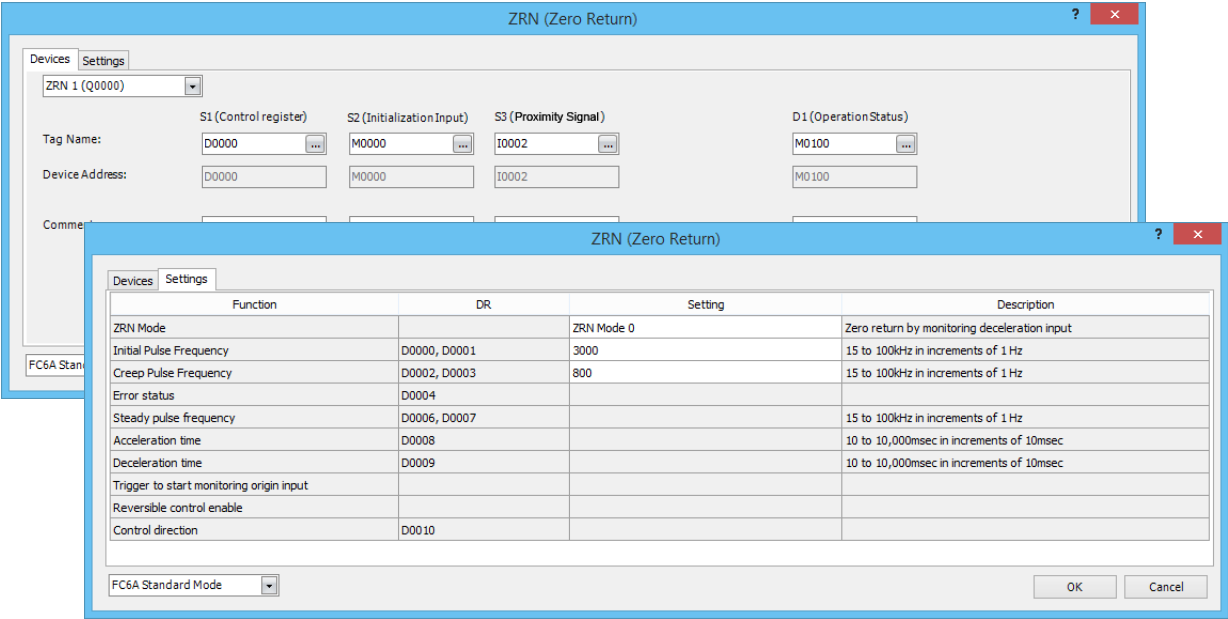 ZRN (Zero Return)
?
Devices Settings
ZRN 1 (Q0000)
S1 (Control register) S2 (Initialization Input) S3 (Proximity Signal) D1 (Operation Status)
Tag Name: D0000 ... M0000 ... I0002 ... M0100 ...
Device Address: D0000 M0000 I0002 M0100
FC6A
ZRN (Zero Return)
?
Devices Settings
Function DR Setting Description
ZRN Mode ZRN Mode 0 Zero return by monitoring deceleration input
Initial Pulse Frequency D0000, D0001 3000 15 to 100kHz in increments of 1 Hz
Creep Pulse Frequency D0002, D0003 800 15 to 100kHz in increments of 1 Hz
Error status D0004
Steady pulse frequency D0006, D0007 15 to 100kHz in increments of 1 Hz
Acceleration time D0008 10 to 10,000msec in increments of 10msec
Deceleration time D0009 10 to 10,000msec in increments of 10msec
Trigger to start monitoring origin input
Reversible control enable
Control direction D0010
FC6A Standard Mode
OK Cancel